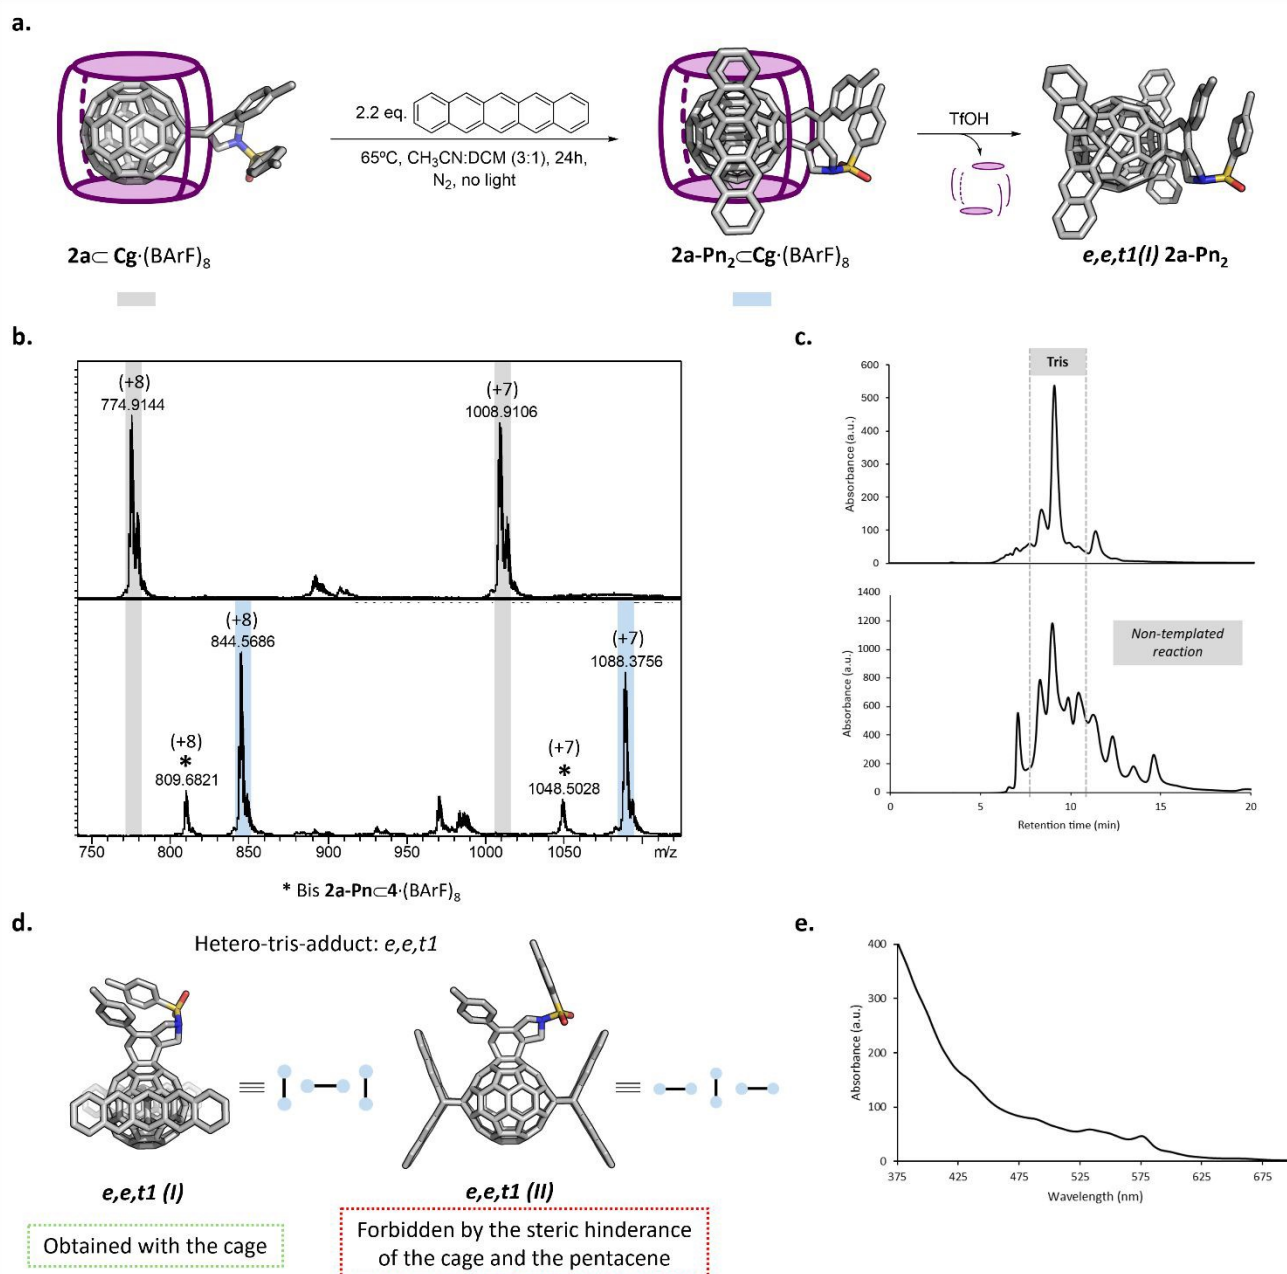 a.
2.2 eq.
65ºC, CH₃CN:DCM (3:1), 24h,
N₂, no light
TfOH
N
S
2a⊂ Cg·(BArF)₈
2a-Pn₂⊂Cg·(BArF)₈
e,e,t1(I) 2a-Pn₂
b.
(+8)
774.9144
(+7)
1008.9106
(+8)
844.5686
(+7)
1088.3756
(+8)
*
809.6821
(+7)
*
1048.5028
750 800 850 900 950 1000 1050 m/z
* Bis 2a-Pn⊂4·(BArF)₈
c.
Tris
Absorbance (a.u.)
600
500
400
300
200
100
0
Non-templated
reaction
Absorbance (a.u.)
1400
1200
1000
800
600
400
200
0
0 5 10 15 20
Retention time (min)
d.
Hetero-tris-adduct: e,e,t1
e,e,t1 (I)
e,e,t1 (II)
Obtained with the cage
Forbidden by the steric hinderance
of the cage and the pentacene
e.
Absorbance (a.u.)
400
300
200
100
0
375 425 475 525 575 625 675
Wavelength (nm)